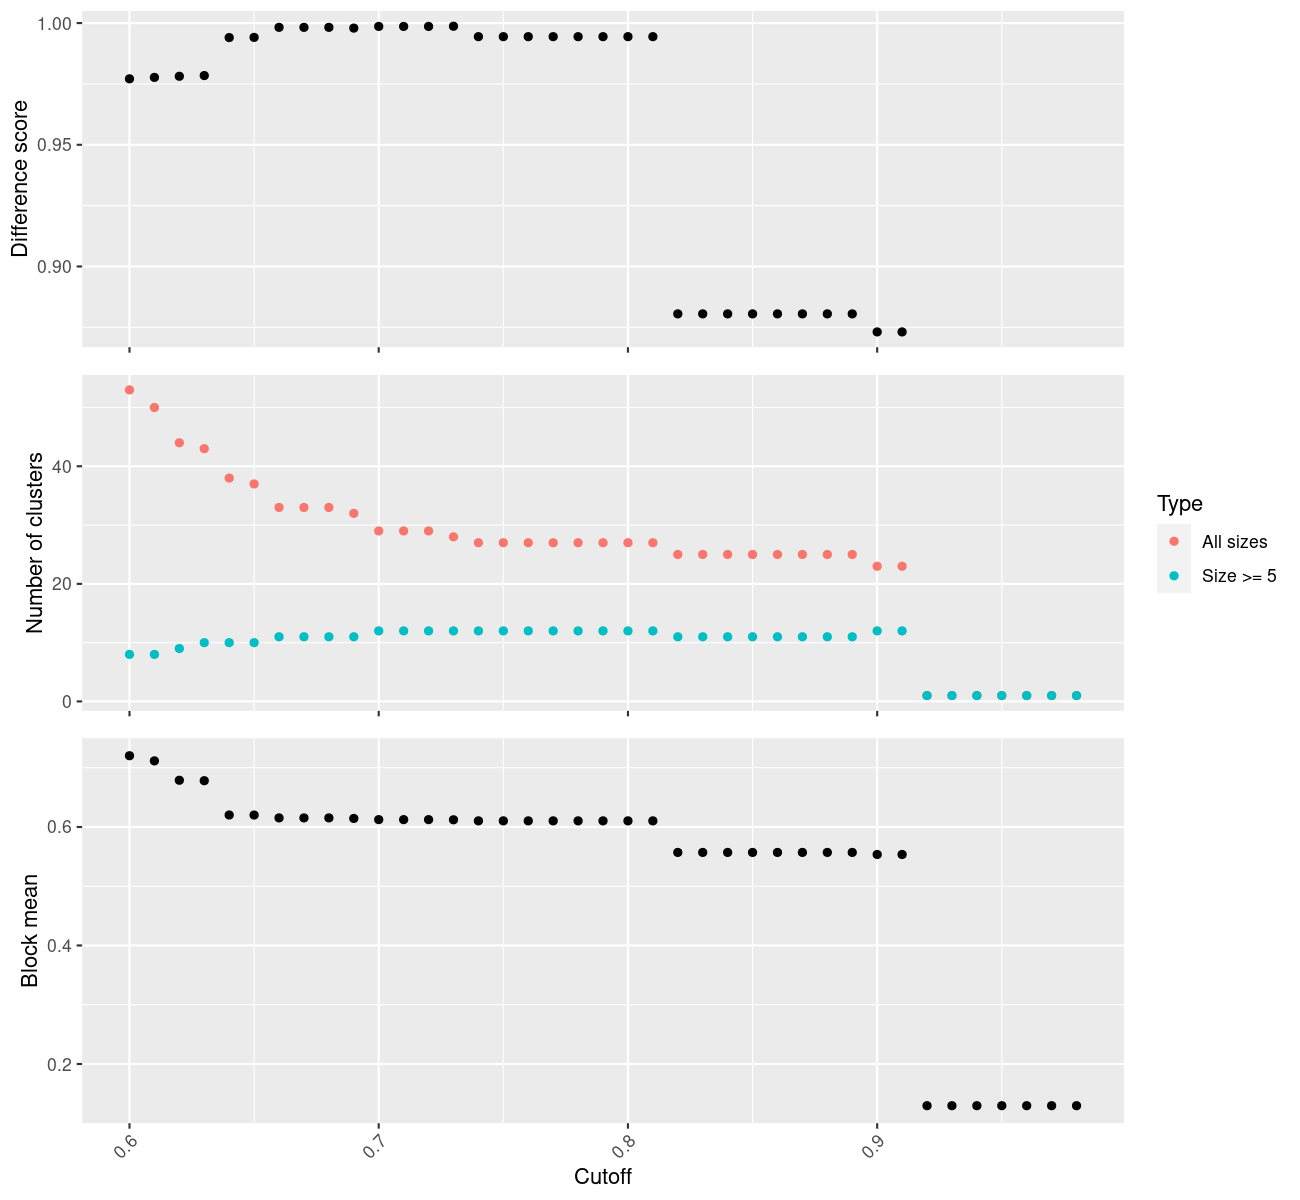 Difference score
1.00
0.95
0.90
Number of clusters
40
20
0
Type
All sizes
Size >= 5
Block mean
0.6
0.4
0.2
0.6 0.7 0.8 0.9
Cutoff